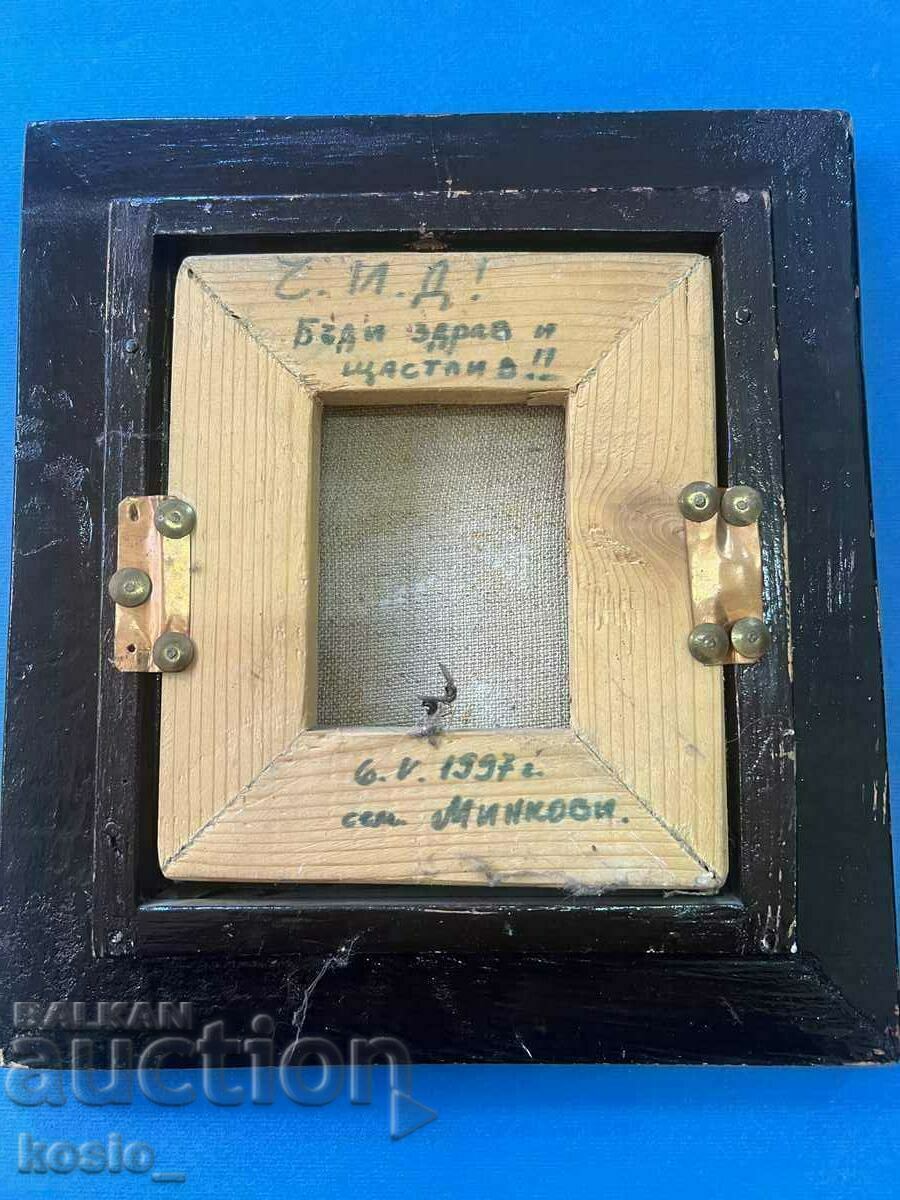 Ч.И.Д!
Бъди здрав и
щастлив!!
6.V.1997г.
сем. Минкови.
BALKAN
auction
kosio_